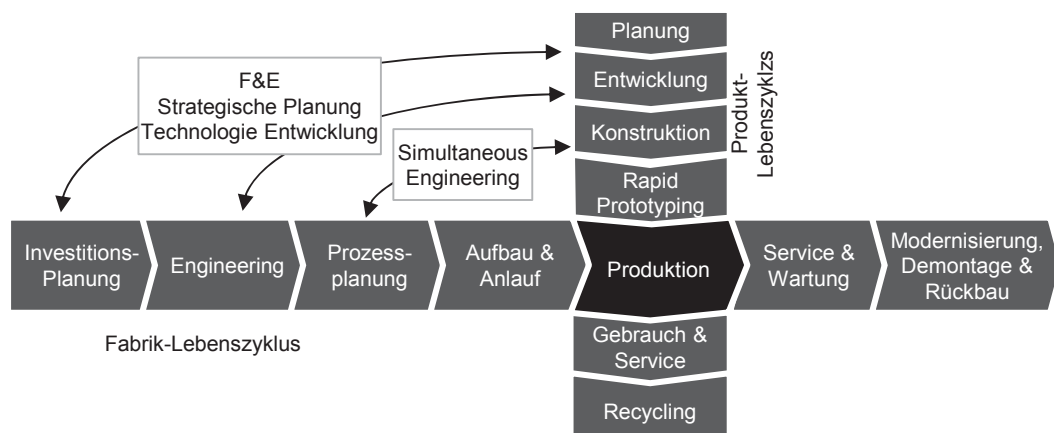 Planung
Entwicklung
Konstruktion
Rapid
Prototyping
Produkt-
Lebenszyklzs
F&E
Strategische Planung
Technologie Entwicklung
Simultaneous
Engineering
Investitions-
Planung
Engineering
Prozess-
planung
Aufbau &
Anlauf
Produktion
Service &
Wartung
Modernisierung,
Demontage &
Rückbau
Fabrik-Lebenszyklus
Gebrauch &
Service
Recycling